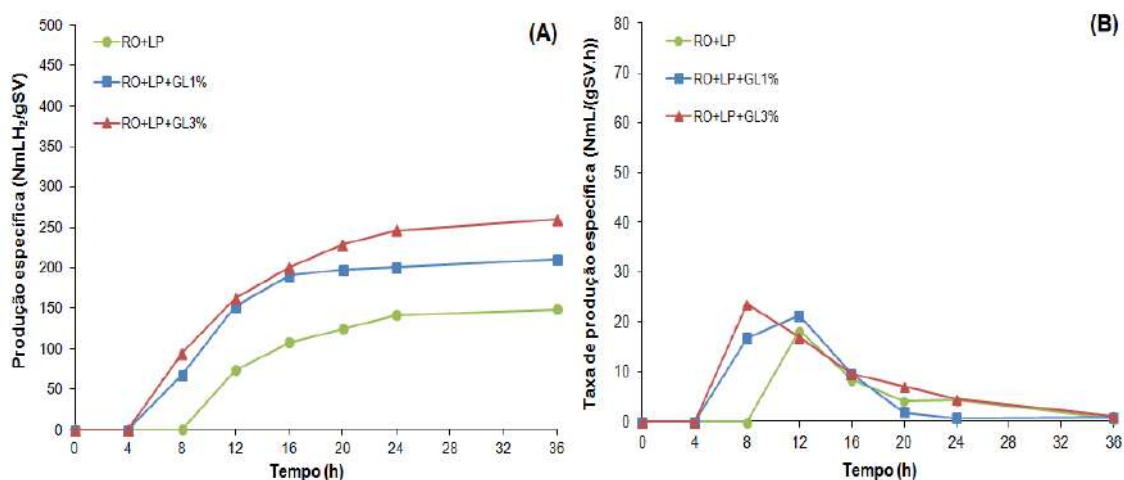 (A)
RO+LP
RO+LP+GL1%
RO+LP+GL3%
Produção específica (NmLH₂/gSV)
500
450
400
350
300
250
200
150
100
50
0
0 4 8 12 16 20 24 28 32 36
Tempo (h)
(B)
RO+LP
RO+LP+GL1%
RO+LP+GL3%
Taxa de produção específica (NmL/(gSV.h))
80
70
60
50
40
30
20
10
0
0 4 8 12 16 20 24 28 32 36
Tempo (h)